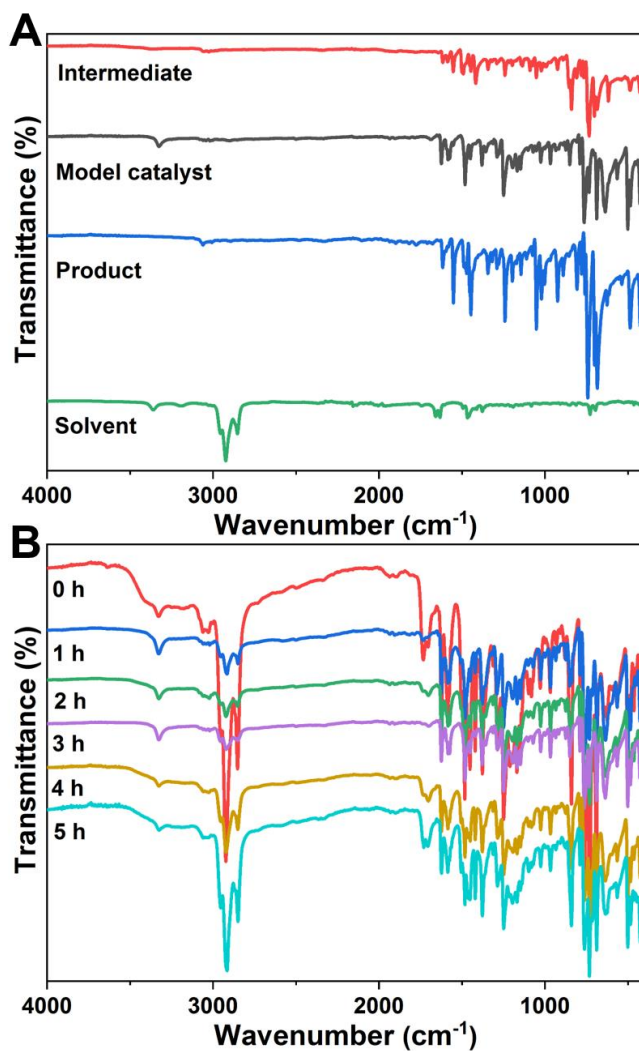 A
Transmittance (%)
Intermediate
Model catalyst
Product
Solvent
4000 3000 2000 1000
Wavenumber (cm-1)
B
Transmittance (%)
0 h
1 h
2 h
3 h
4 h
5 h
4000 3000 2000 1000
Wavenumber (cm-1)